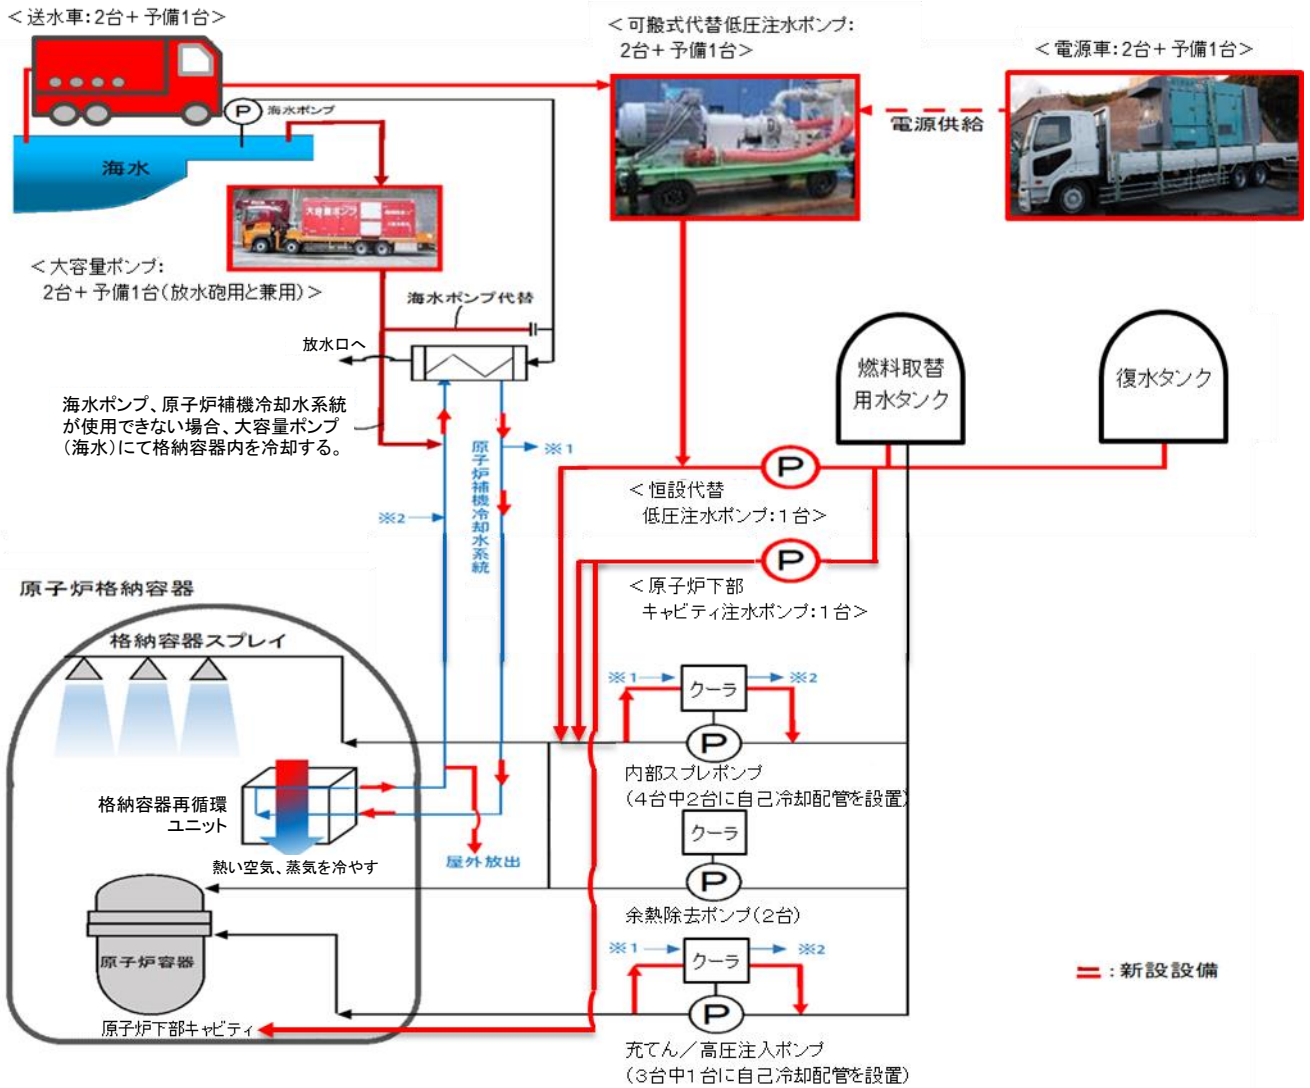 ＜送水車：2台＋予備1台＞
＜可搬式代替低圧注水ポンプ：
2台＋予備1台＞
＜電源車：2台＋予備1台＞
P
海水ポンプ
電源供給
海水
大容量ポンプ
＜大容量ポンプ：
2台＋予備1台（放水砲用と兼用）＞
海水ポンプ代替
放水口へ
燃料取替
用水タンク
復水タンク
海水ポンプ、原子炉補機冷却水系統
が使用できない場合、大容量ポンプ
（海水）にて格納容器内を冷却する。
※1
原子炉補機冷却水系統
P
＜恒設代替
低圧注水ポンプ：１台＞
※2
P
＜原子炉下部
キャビティ注水ポンプ：１台＞
原子炉格納容器
格納容器スプレイ
※1
クーラ
※2
P
内部スプレポンプ
（４台中２台に自己冷却配管を設置）
格納容器再循環
ユニット
クーラ
熱い空気、蒸気を冷やす
屋外放出
P
余熱除去ポンプ（２台）
※1
クーラ
※2
原子炉容器
＝：新設設備
P
原子炉下部キャビティ
充てん／高圧注入ポンプ
（３台中１台に自己冷却配管を設置）